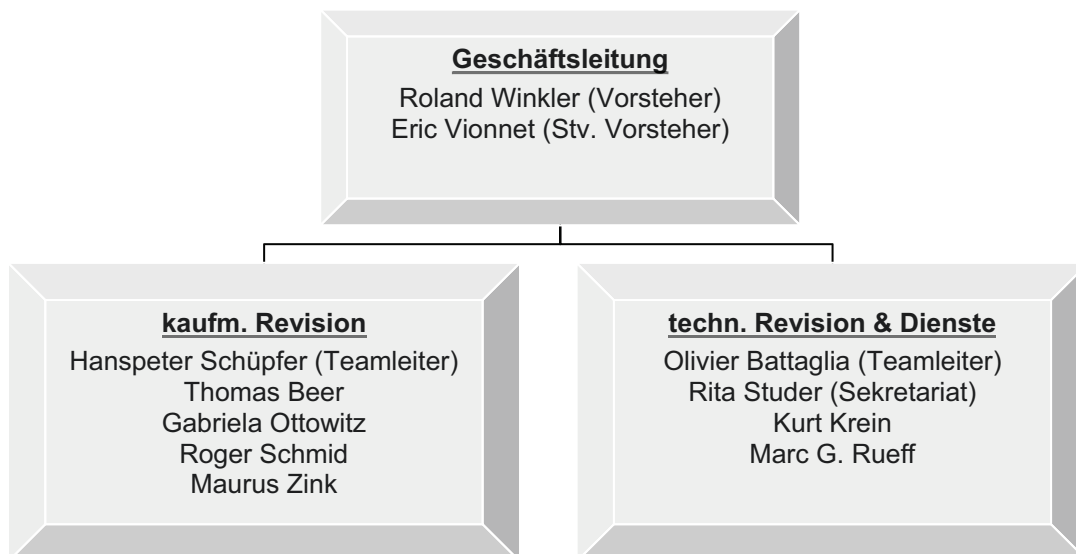 Geschäftsleitung
Roland Winkler (Vorsteher)
Eric Vionnet (Stv. Vorsteher)
kaufm. Revision
Hanspeter Schüpfer (Teamleiter)
Thomas Beer
Gabriela Ottowitz
Roger Schmid
Maurus Zink
techn. Revision & Dienste
Olivier Battaglia (Teamleiter)
Rita Studer (Sekretariat)
Kurt Krein
Marc G. Rueff